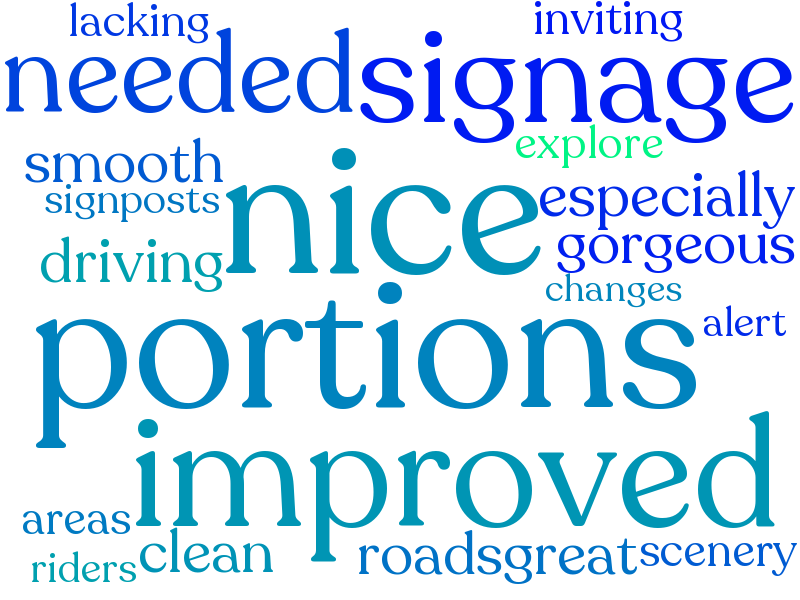 lacking
inviting
needed
signage
explore
smooth
signposts
nice
especially
gorgeous
driving
changes
portions
alert
improved
areas
clean
roads
great
scenery
riders